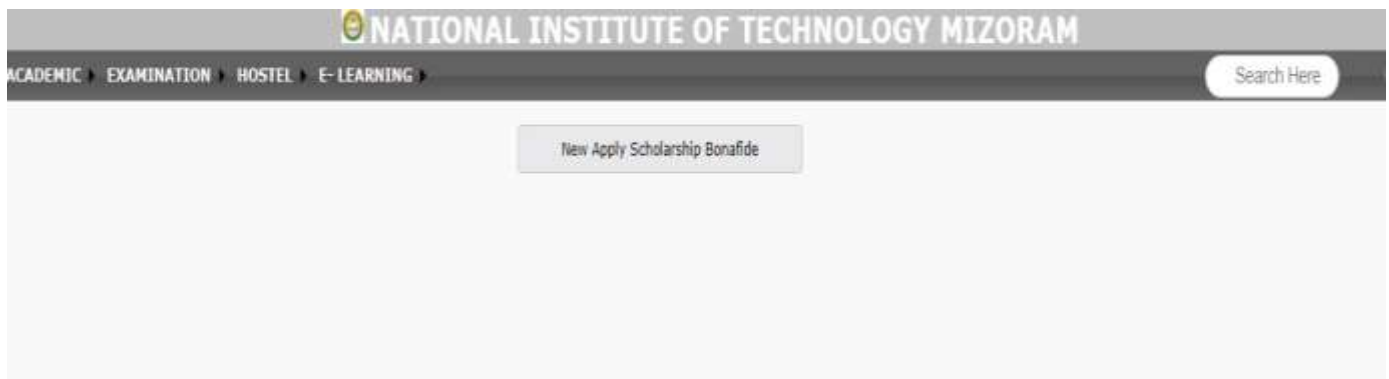 NATIONAL INSTITUTE OF TECHNOLOGY MIZORAM
ACADEMIC EXAMINATION HOSTEL E-LEARNING Search Here
New Apply Scholarship Bonafide